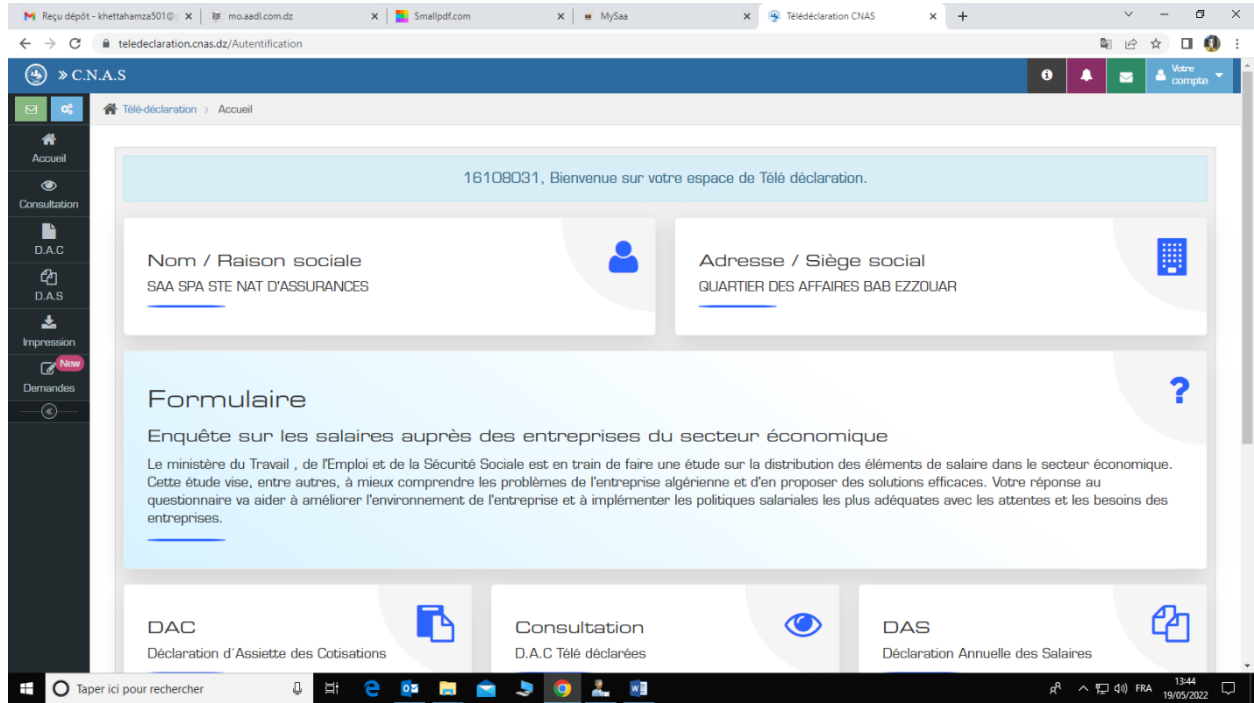 Reçu dépôt - khettahamza501@
mo.aadl.com.dz
Smallpdf.com
MySaa
Télédéclaration CNAS
teledeclaration.cnas.dz/Autentification
» C.N.A.S
Votre
compte
Télé-déclaration > Accueil
Accueil
Consultation
D.A.C
D.A.S
Impression
New
Demandes
16108031, Bienvenue sur votre espace de Télé déclaration.
Nom / Raison sociale
SAA SPA STE NAT D'ASSURANCES
Adresse / Siège social
QUARTIER DES AFFAIRES BAB EZZOUAR
Formulaire
?
Enquête sur les salaires auprès des entreprises du secteur économique
Le ministère du Travail , de l'Emploi et de la Sécurité Sociale est en train de faire une étude sur la distribution des éléments de salaire dans le secteur économique.
Cette étude vise, entre autres, à mieux comprendre les problèmes de l'entreprise algérienne et d'en proposer des solutions efficaces. Votre réponse au
questionnaire va aider à améliorer l'environnement de l'entreprise et à implémenter les politiques salariales les plus adéquates avec les attentes et les besoins des
entreprises.
DAC
Déclaration d´Assiette des Cotisations
Consultation
D.A.C Télé déclarées
DAS
Déclaration Annuelle des Salaires
Taper ici pour rechercher
FRA
13:44
19/05/2022